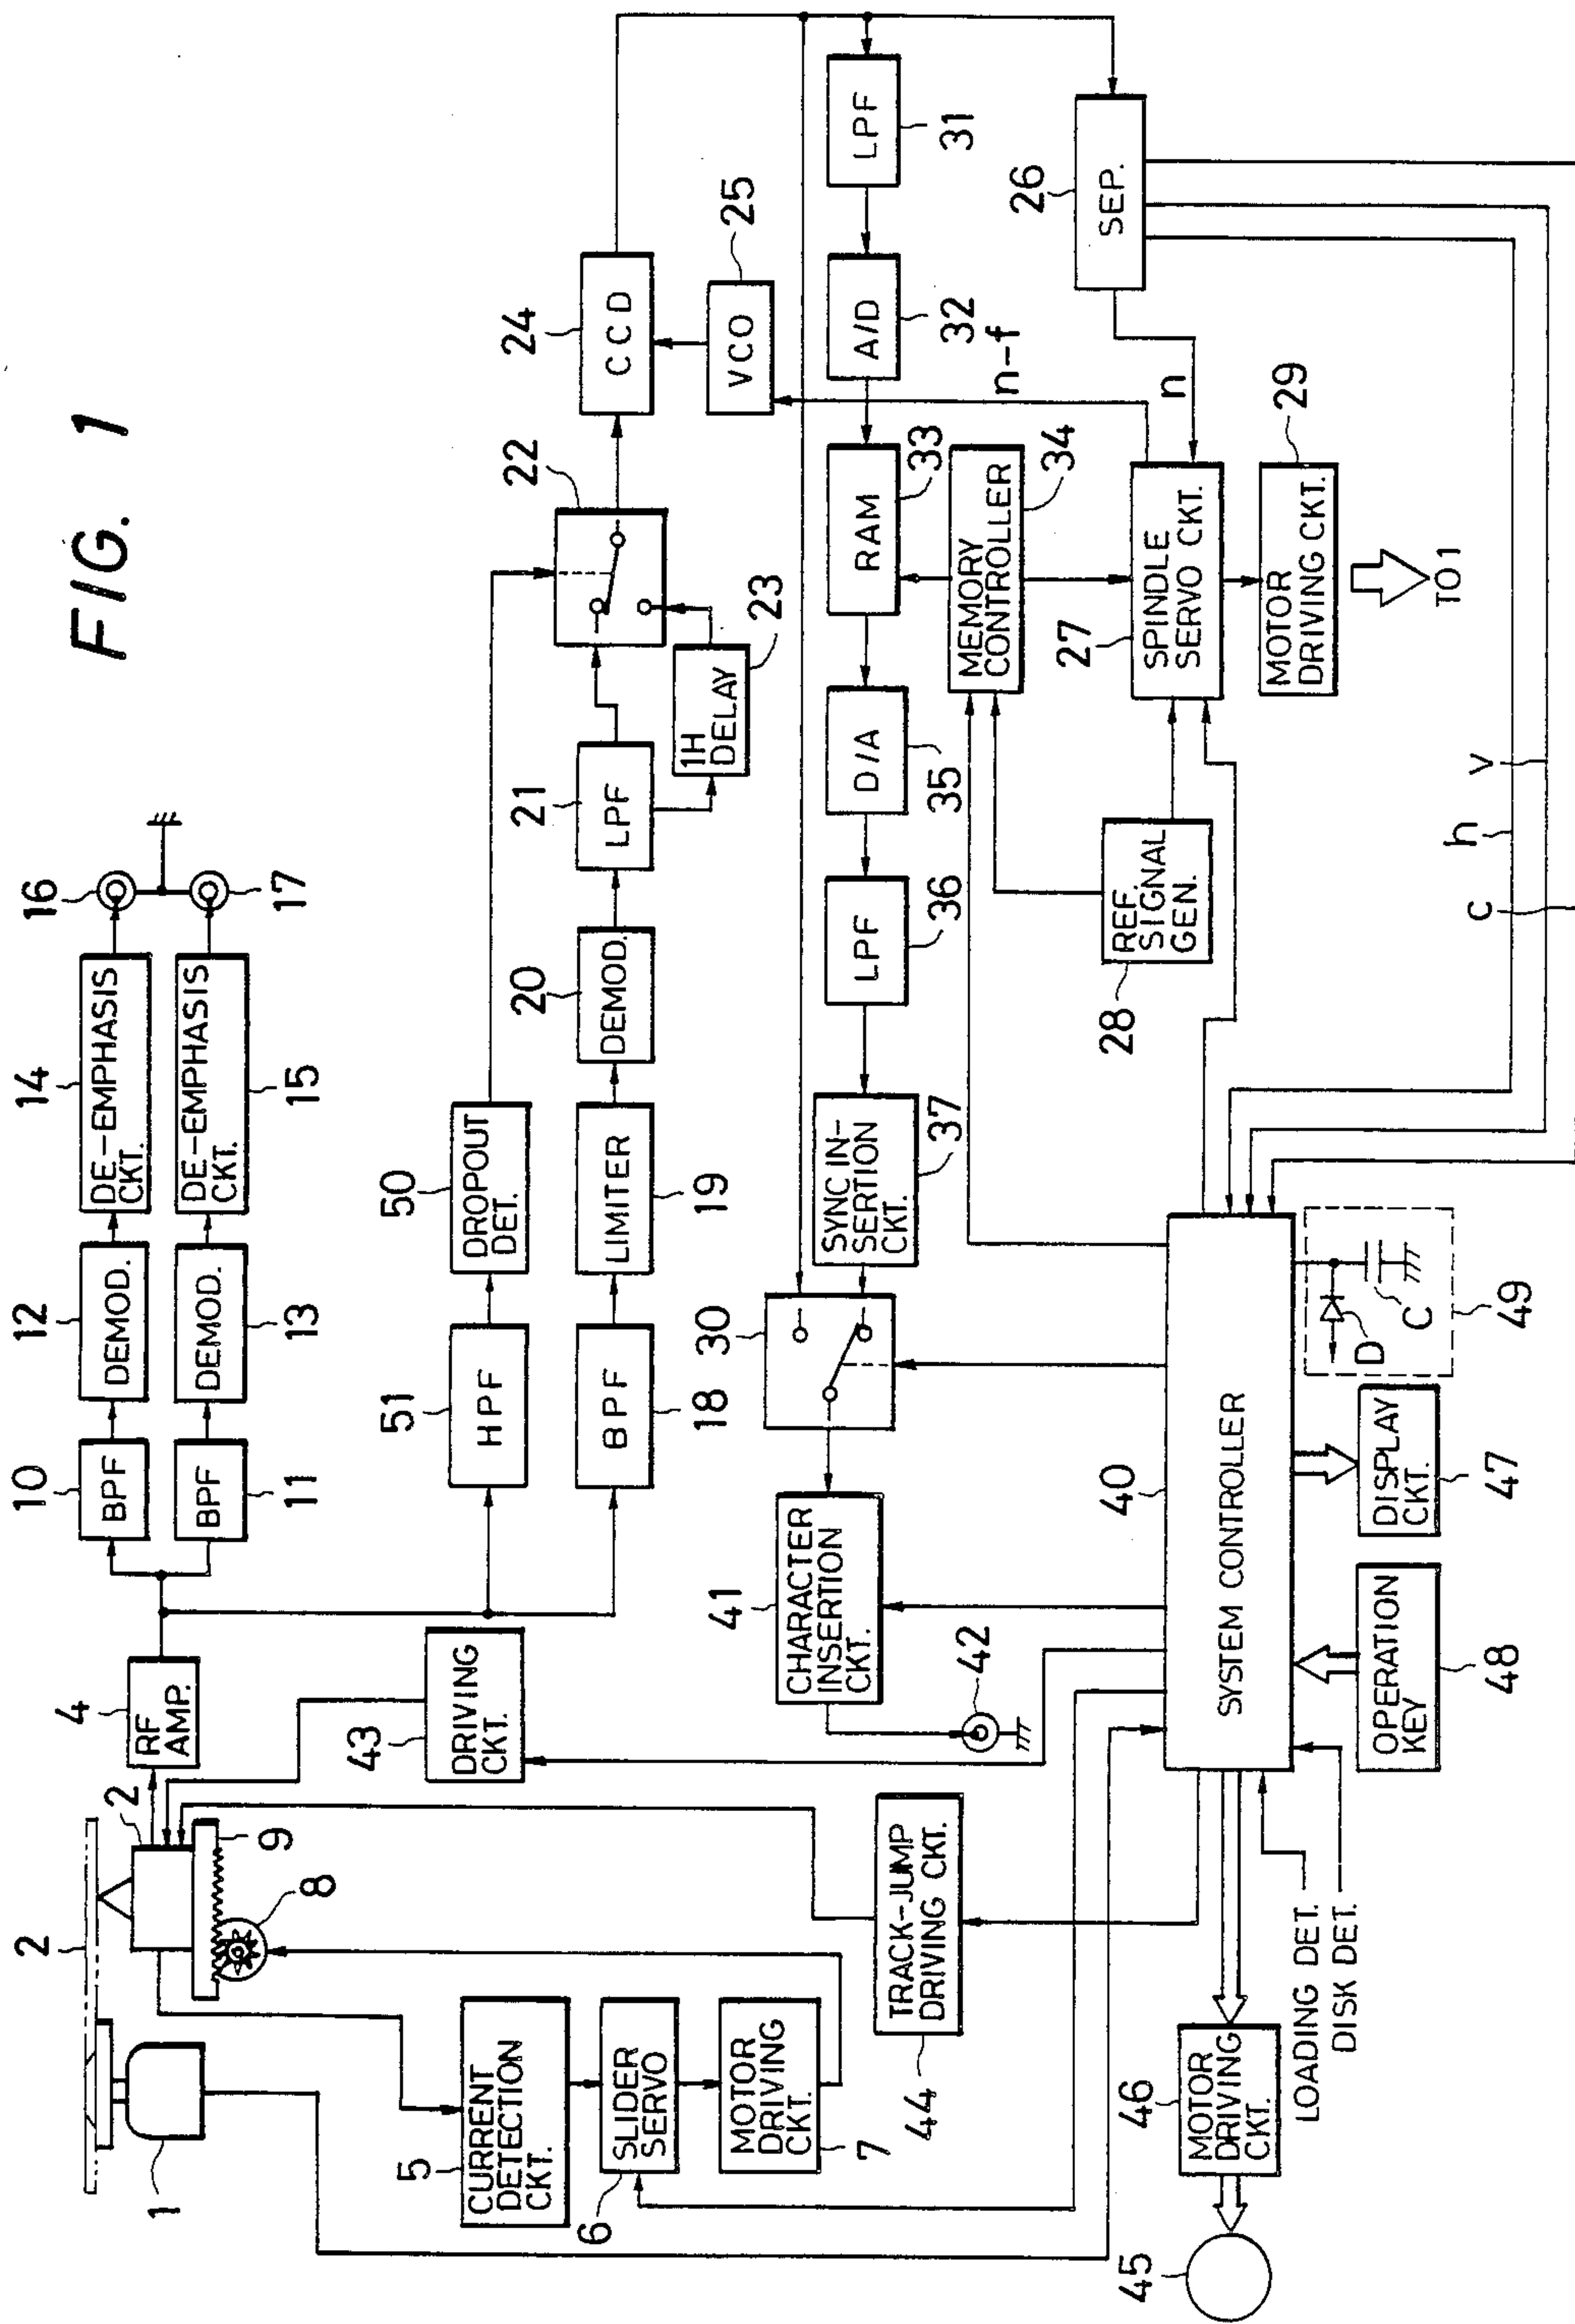 FIG. 1
2
1
2
9
8
4
RF
AMP.
10
BPF
11
BPF
12
DEMOD.
13
DEMOD.
14
DE-EMPHASIS
CKT.
15
DE-EMPHASIS
CKT.
16
17
5
CURRENT
DETECTION
CKT.
6
SLIDER
SERVO
7
MOTOR
DRIVING
CKT.
43
DRIVING
CKT.
44
TRACK-JUMP
DRIVING CKT.
51
HPF
50
DROPOUT
DET.
18
BPF
19
LIMITER
20
DEMOD.
21
LPF
1H
DELAY
23
22
24
CCD
25
VCO
30
SYNC IN-
SERTION
CKT.
37
LPF
36
D/A
35
RAM
33
A/D
32
LPF
31
41
CHARACTER
INSERTION
CKT.
42
MEMORY
CONTROLLER
34
n-f
n
26
SEP.
28
REF.
SIGNAL
GEN.
27
SPINDLE
SERVO CKT.
MOTOR
DRIVING CKT.
29
TO 1
40
SYSTEM CONTROLLER
45
46
MOTOR
DRIVING
CKT.
LOADING DET.
DISK DET.
OPERATION
KEY
48
DISPLAY
CKT.
47
D
C
49
c
h
v